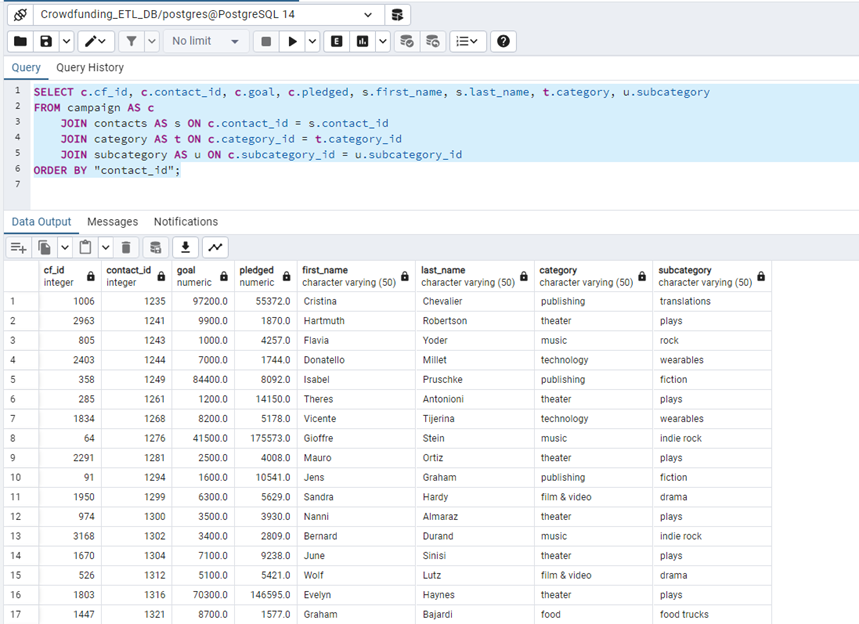 Crowdfunding_ETL_DB/postgres@PostgreSQL 14
No limit
E
Query Query History
1 SELECT c.cf_id, c.contact_id, c.goal, c.pledged, s.first_name, s.last_name, t.category, u.subcategory
2 FROM campaign AS c
3 JOIN contacts AS s ON c.contact_id = s.contact_id
4 JOIN category AS t ON c.category_id = t.category_id
5 JOIN subcategory AS u ON c.subcategory_id = u.subcategory_id
6 ORDER BY "contact_id";
7
Data Output Messages Notifications
cf_id contact_id goal pledged first_name last_name category subcategory
integer integer numeric numeric character varying (50) character varying (50) character varying (50) character varying (50)
1 1006 1235 97200.0 55372.0 Cristina Chevalier publishing translations
2 2963 1241 9900.0 1870.0 Hartmuth Robertson theater plays
3 805 1243 1000.0 4257.0 Flavia Yoder music rock
4 2403 1244 7000.0 1744.0 Donatello Millet technology wearables
5 358 1249 84400.0 8092.0 Isabel Pruschke publishing fiction
6 285 1261 1200.0 14150.0 Theres Antonioni theater plays
7 1834 1268 8200.0 5178.0 Vicente Tijerina technology wearables
8 64 1276 41500.0 175573.0 Gioffre Stein music indie rock
9 2291 1281 2500.0 4008.0 Mauro Ortiz theater plays
10 91 1294 1600.0 10541.0 Jens Graham publishing fiction
11 1950 1299 6300.0 5629.0 Sandra Hardy film & video drama
12 974 1300 3500.0 3930.0 Nanni Almaraz theater plays
13 3168 1302 3400.0 2809.0 Bernard Durand music indie rock
14 1670 1304 7100.0 9238.0 June Sinisi theater plays
15 526 1312 5100.0 5421.0 Wolf Lutz film & video drama
16 1803 1316 70300.0 146595.0 Evelyn Haynes theater plays
17 1447 1321 8700.0 1577.0 Graham Bajardi food food trucks